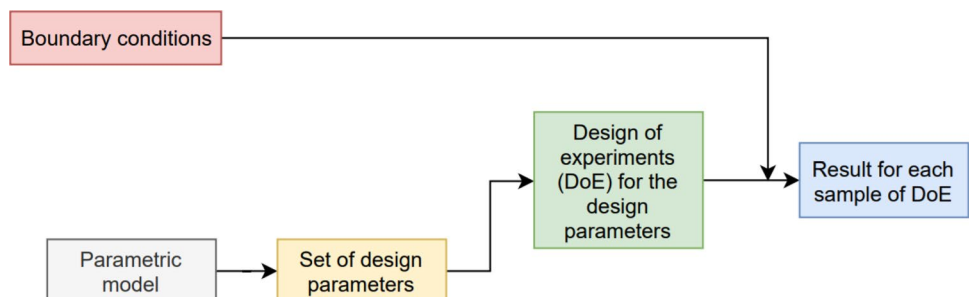 Boundary conditions
Design of
experiments
(DoE) for the
design
parameters
Result for each
sample of DoE
Parametric
model
Set of design
parameters